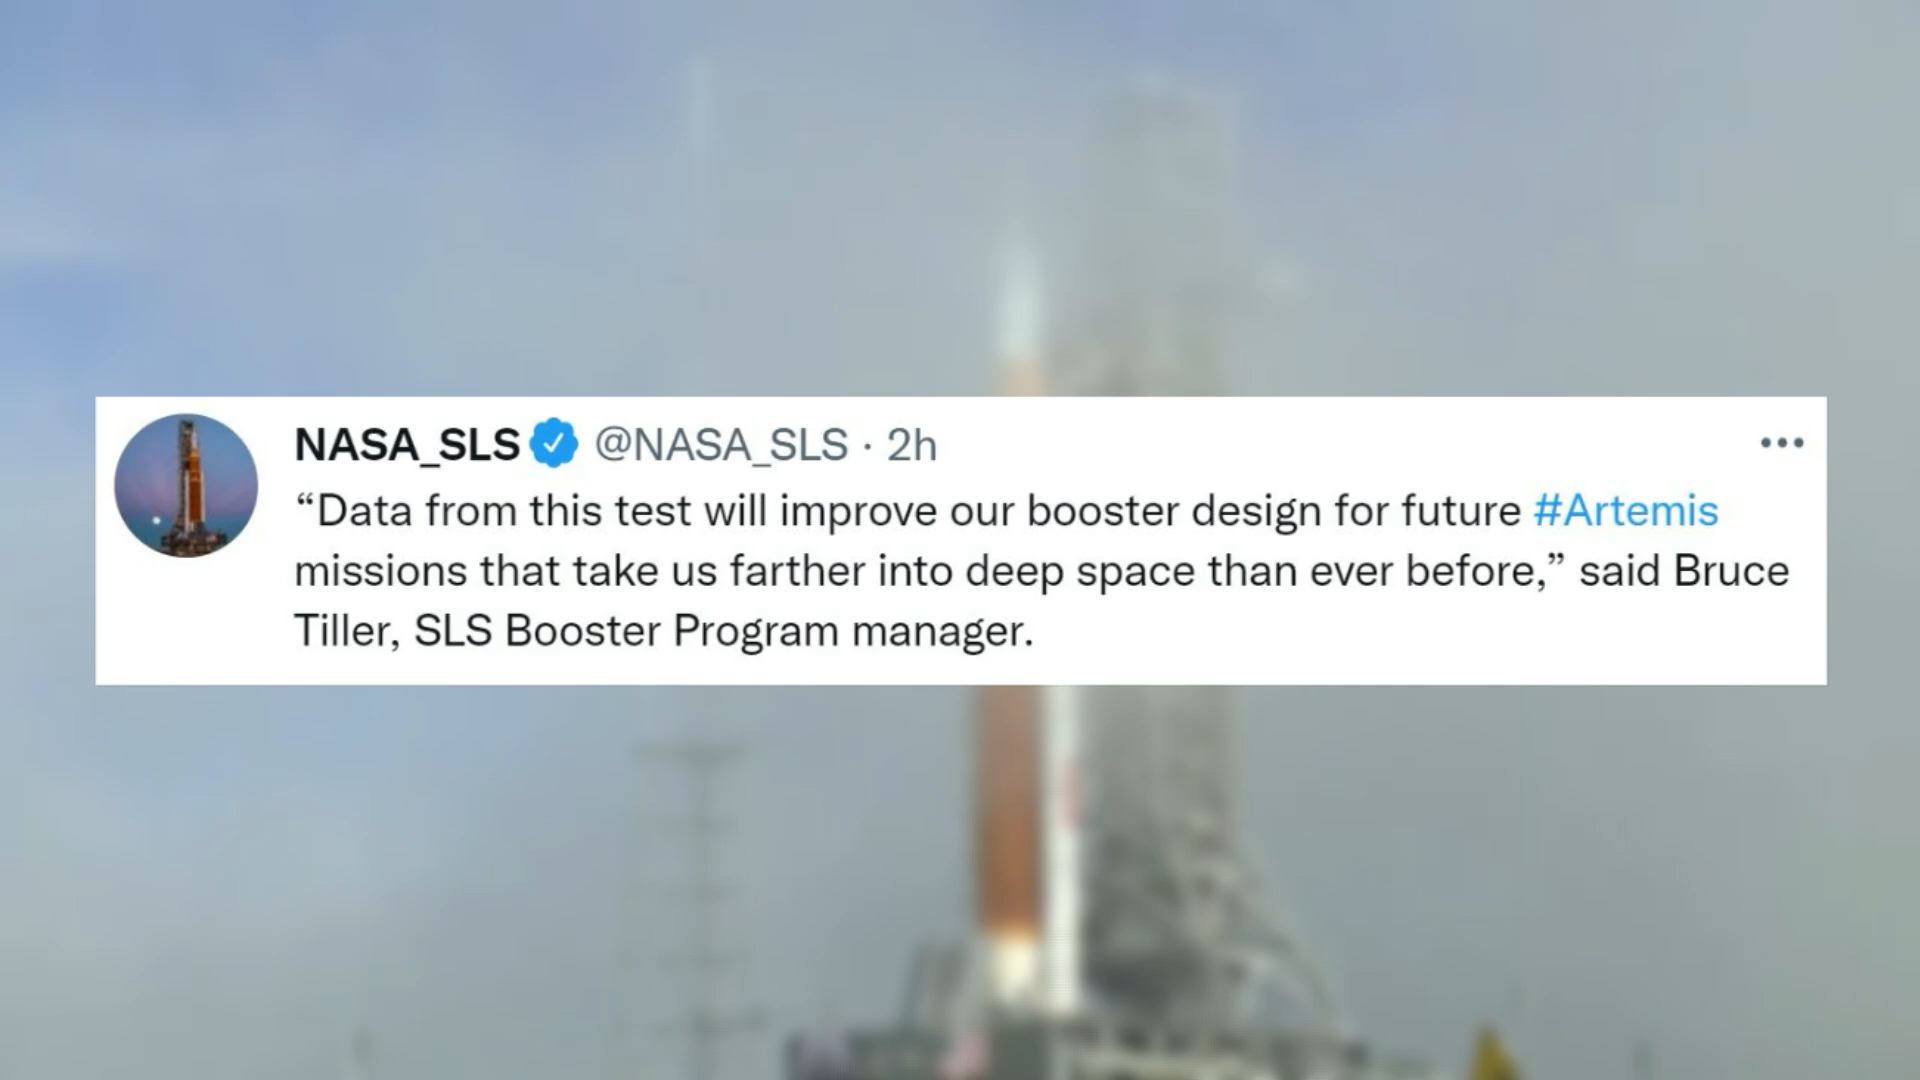 NASA_SLS @NASA_SLS · 2h
“Data from this test will improve our booster design for future #Artemis
missions that take us farther into deep space than ever before,” said Bruce
Tiller, SLS Booster Program manager.